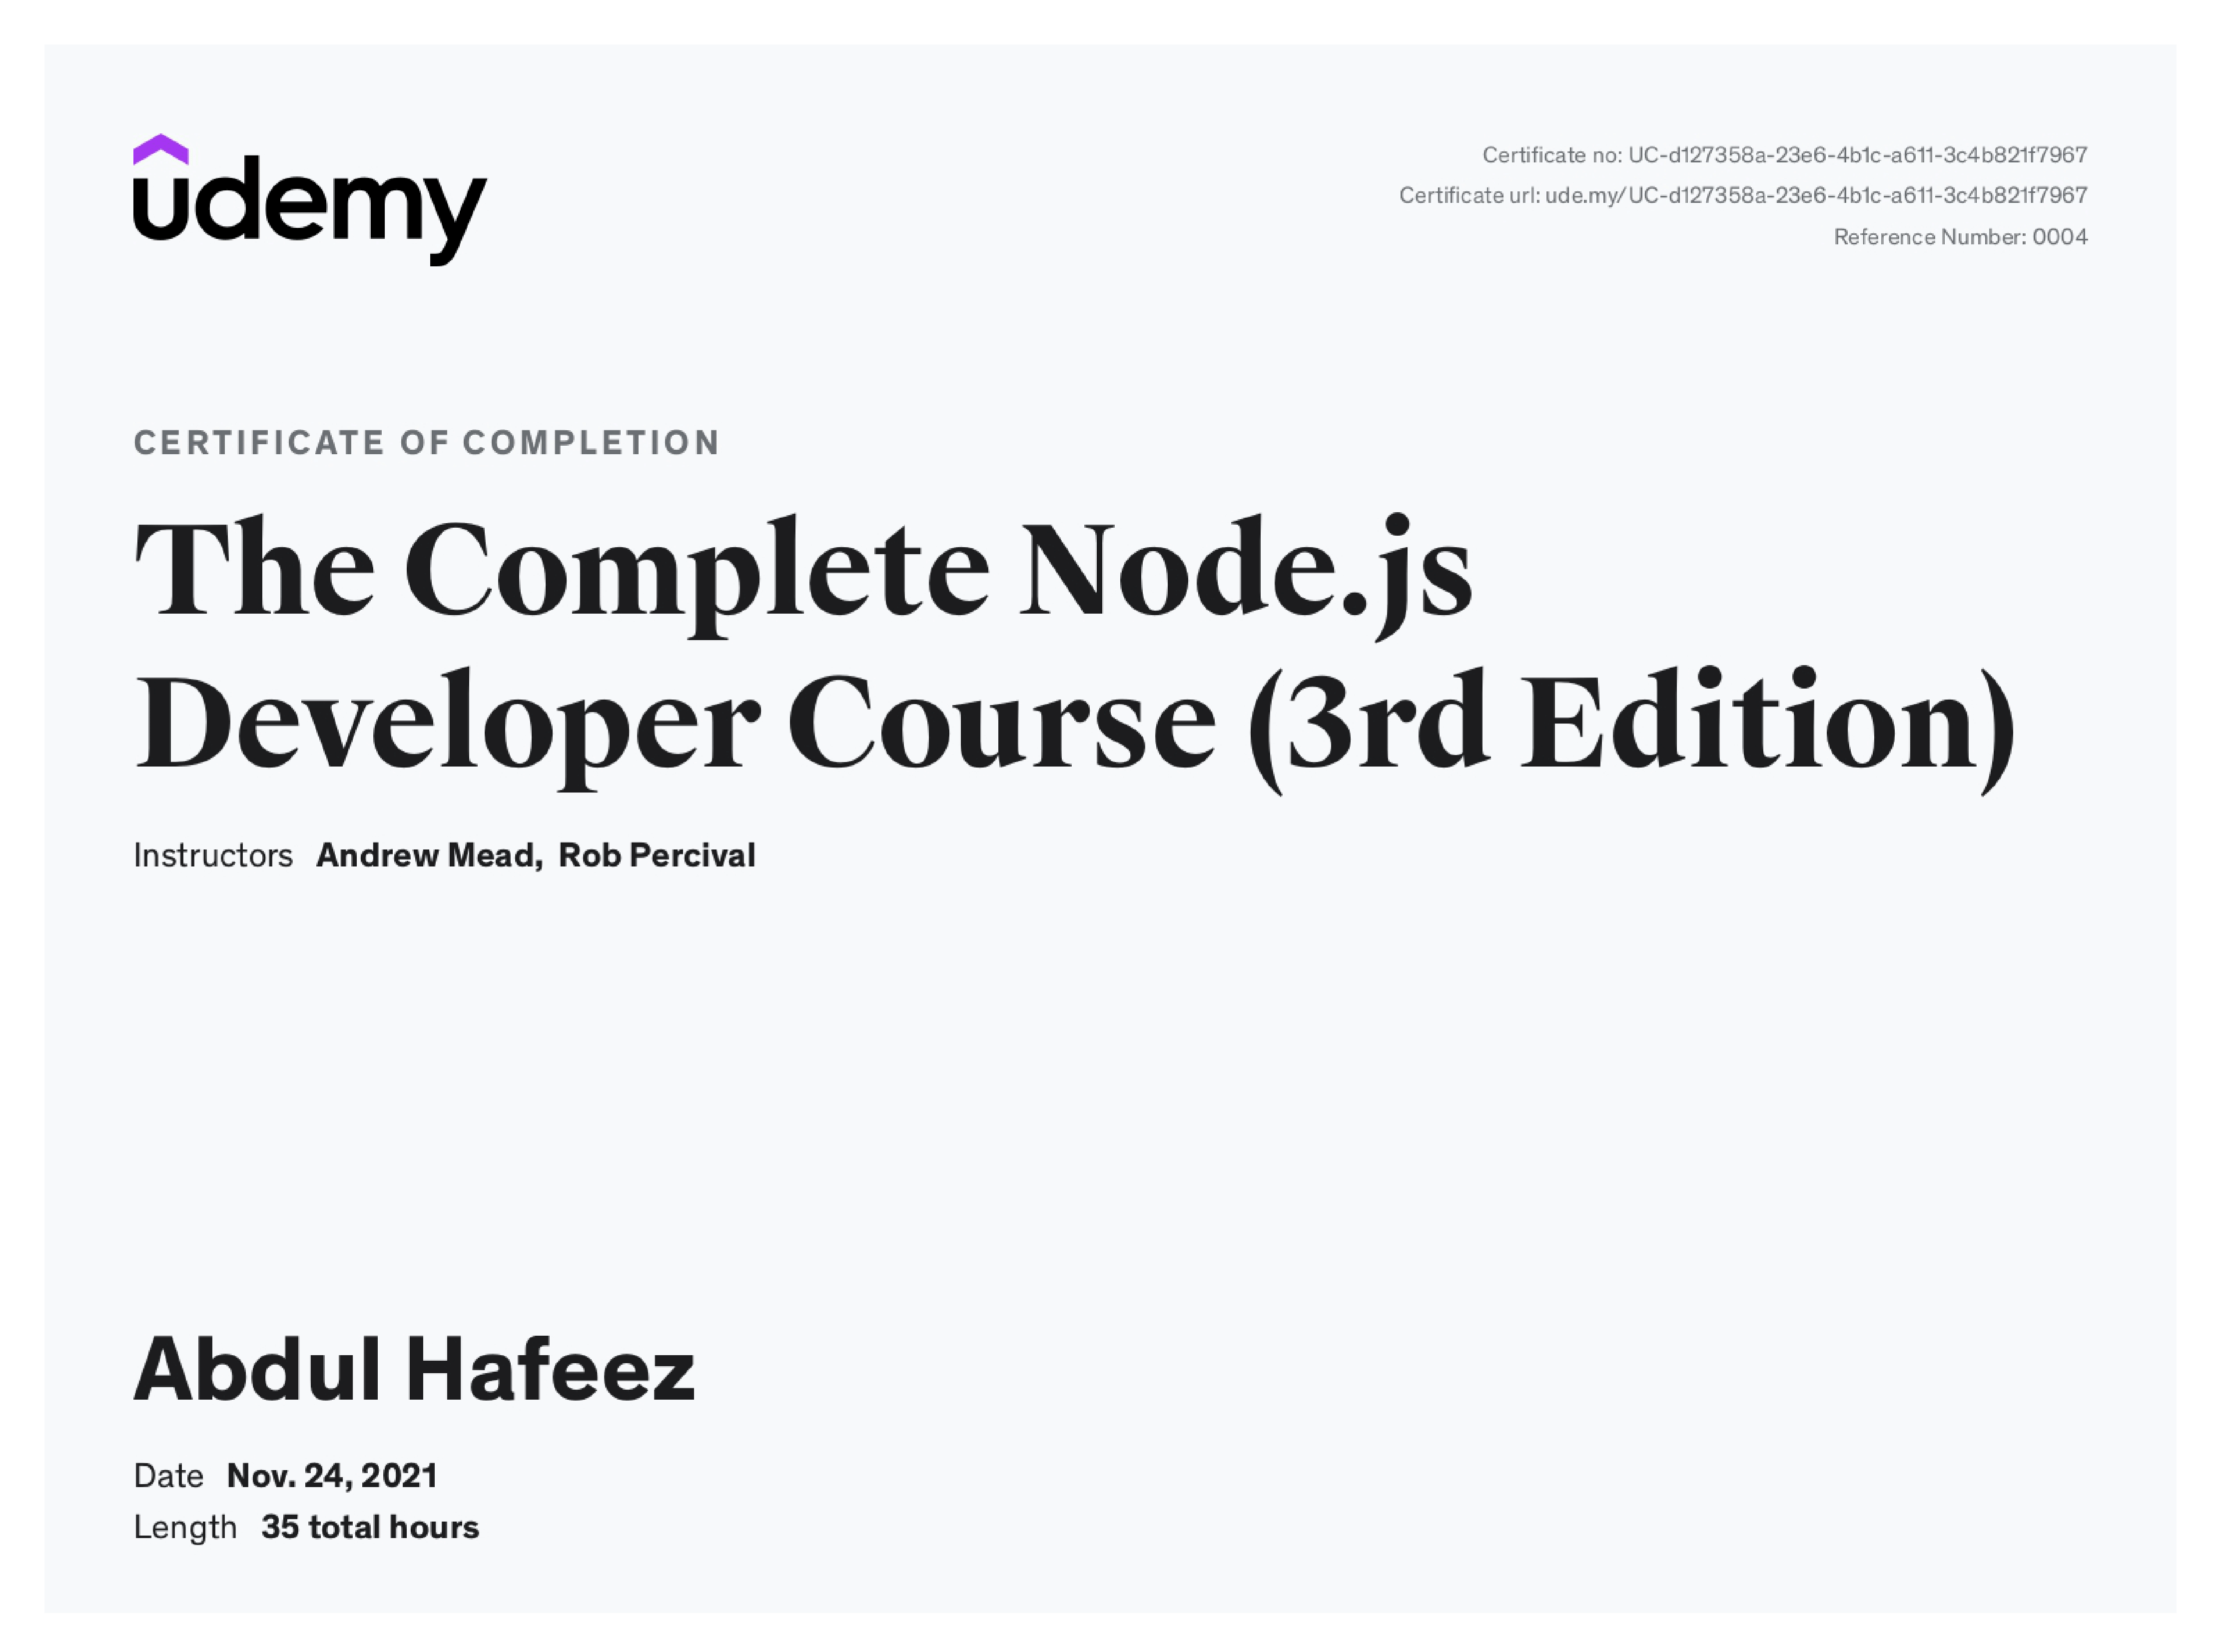 udemy
Certificate no: UC-d127358a-23e6-4b1c-a611-3c4b821f7967
Certificate url: ude.my/UC-d127358a-23e6-4b1c-a611-3c4b821f7967
Reference Number: 0004
CERTIFICATE OF COMPLETION
The Complete Node.js
Developer Course (3rd Edition)
Instructors Andrew Mead, Rob Percival
Abdul Hafeez
Date Nov. 24, 2021
Length 35 total hours